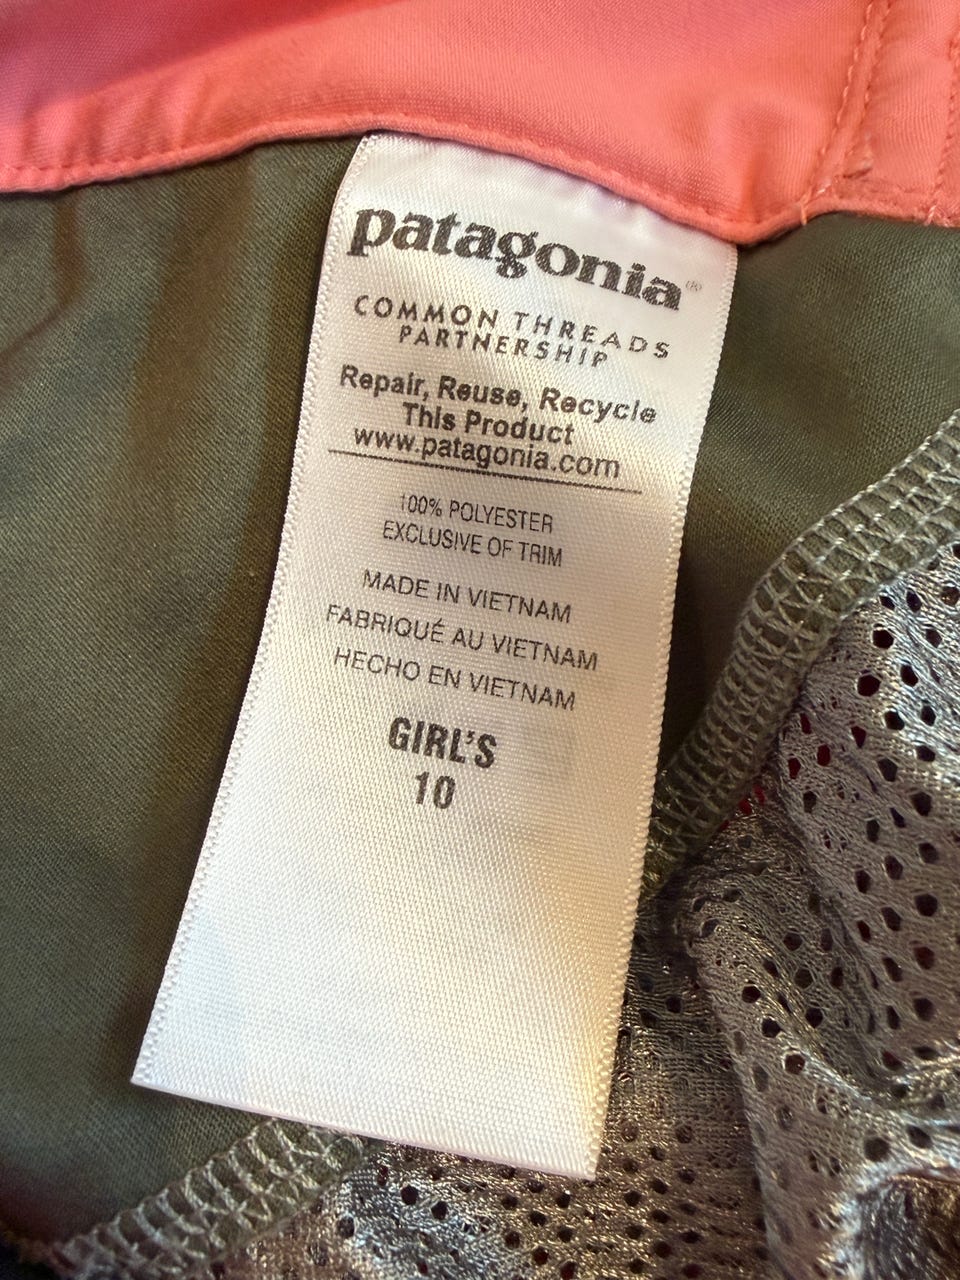 patagonia®
COMMON THREADS
PARTNERSHIP
Repair, Reuse, Recycle
This Product
www.patagonia.com
100% POLYESTER
EXCLUSIVE OF TRIM
MADE IN VIETNAM
FABRIQUÉ AU VIETNAM
HECHO EN VIETNAM
GIRL'S
10